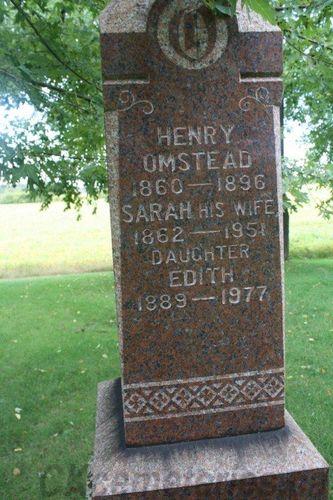 O
HENRY
OMSTEAD
1860 — 1896
SARAH HIS WIFE
1862 — 1951
DAUGHTER
EDITH
1889 — 1977